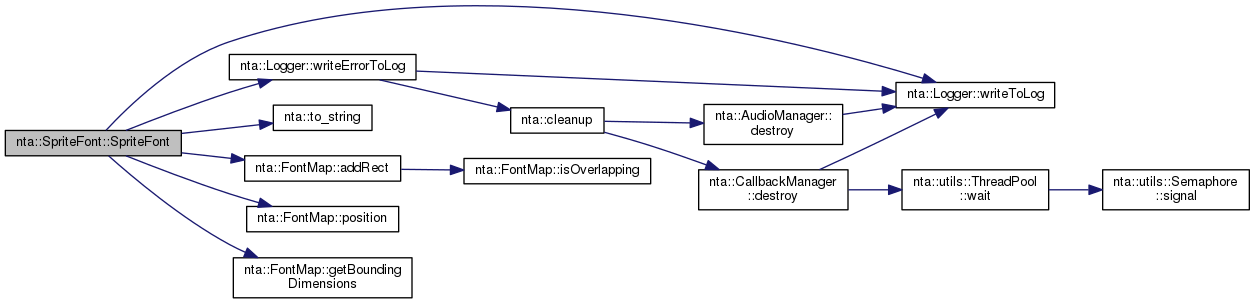 nta::SpriteFont::SpriteFont
nta::Logger::writeErrorToLog
nta::to_string
nta::FontMap::addRect
nta::FontMap::position
nta::FontMap::getBounding
Dimensions
nta::cleanup
nta::FontMap::isOverlapping
nta::AudioManager::
destroy
nta::CallbackManager
::destroy
nta::Logger::writeToLog
nta::utils::ThreadPool
::wait
nta::utils::Semaphore
::signal